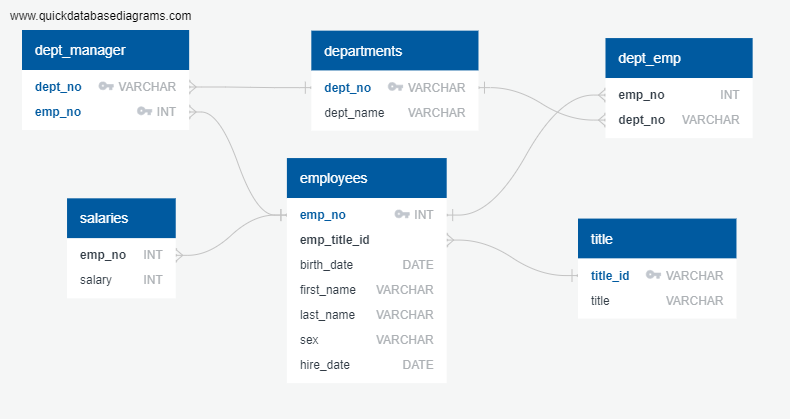 www.quickdatabasediagrams.com
dept_manager
dept_no VARCHAR
emp_no INT
departments
dept_no VARCHAR
dept_name VARCHAR
dept_emp
emp_no INT
dept_no VARCHAR
employees
emp_no INT
emp_title_id
birth_date DATE
first_name VARCHAR
last_name VARCHAR
sex VARCHAR
hire_date DATE
salaries
emp_no INT
salary INT
title
title_id VARCHAR
title VARCHAR